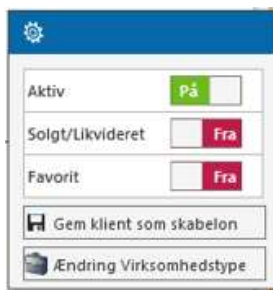 Aktiv På
Solgt/Likvideret Fra
Favorit Fra
Gem klient som skabelon
Ændring Virksomhedstype